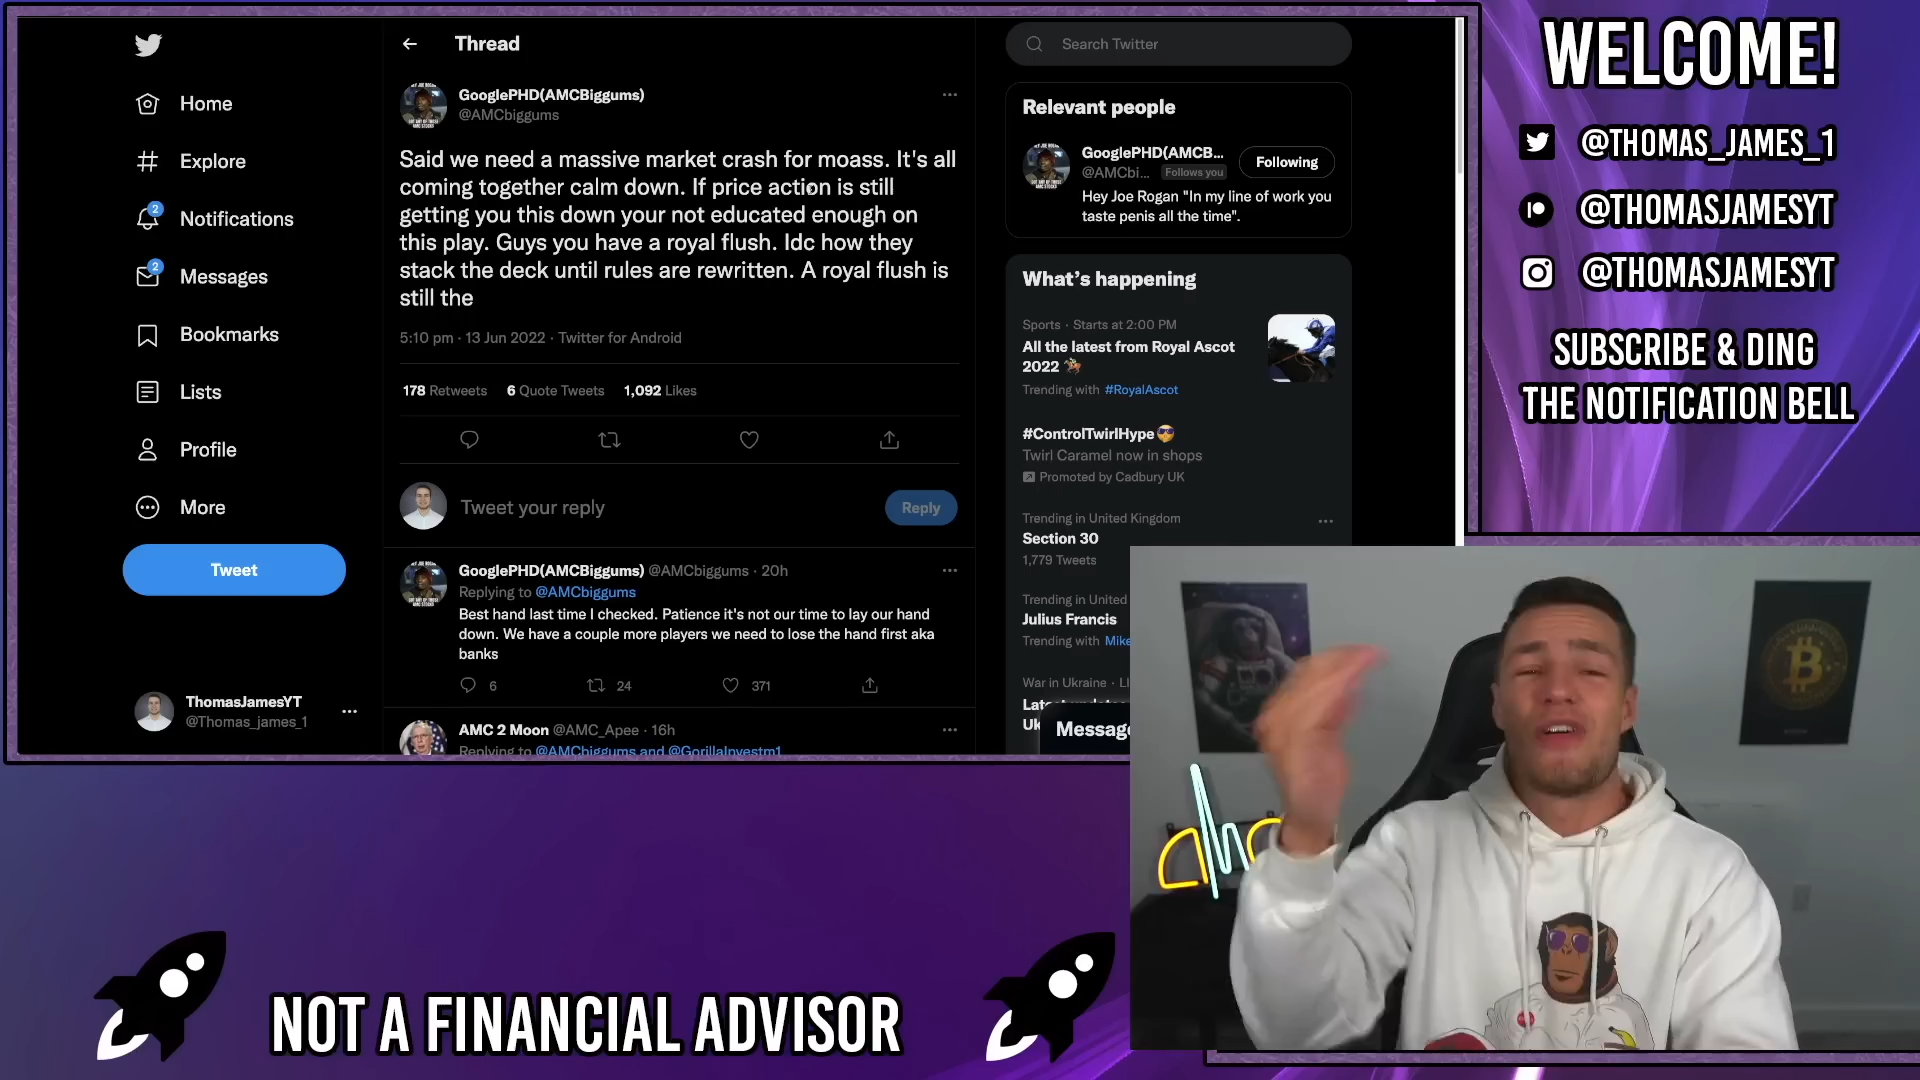 Thread
Search Twitter
Home
Explore
2
Notifications
2
Messages
Bookmarks
Lists
Profile
More
Tweet
ThomasJamesYT
@Thomas_james_1
GooglePHD(AMCBiggums)
@AMCbiggums
Said we need a massive market crash for moass. It's all
coming together calm down. If price action is still
getting you this down your not educated enough on
this play. Guys you have a royal flush. Idc how they
stack the deck until rules are rewritten. A royal flush is
still the
5:10 pm · 13 Jun 2022 · Twitter for Android
178 Retweets 6 Quote Tweets 1,092 Likes
Tweet your reply
Reply
GooglePHD(AMCBiggums) @AMCbiggums · 20h
Replying to @AMCbiggums
Best hand last time I checked. Patience it's not our time to lay our hand
down. We have a couple more players we need to lose the hand first aka
banks
6 24 371
AMC 2 Moon @AMC_Apee · 16h
Replying to @AMCbiggums and @GorillaInvestm1
Relevant people
GooglePHD(AMCB...
@AMCbi... Follows you
Following
Hey Joe Rogan "In my line of work you
taste penis all the time".
What's happening
Sports · Starts at 2:00 PM
All the latest from Royal Ascot
2022
Trending with #RoyalAscot
#ControlTwirlHype
Twirl Caramel now in shops
Promoted by Cadbury UK
Trending in United Kingdom
Section 30
1,779 Tweets
Trending in United
Julius Francis
Trending with Mike
War in Ukraine ·
Message
WELCOME!
@THOMAS_JAMES_1
@THOMASJAMESYT
@THOMASJAMESYT
SUBSCRIBE & DING
THE NOTIFICATION BELL
NOT A FINANCIAL ADVISOR